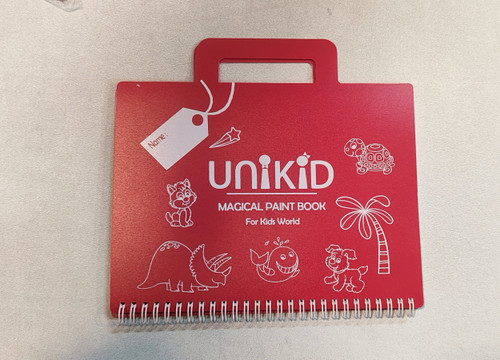 Name:
UNiKiD
MAGICAL PAINT BOOK
For Kids World